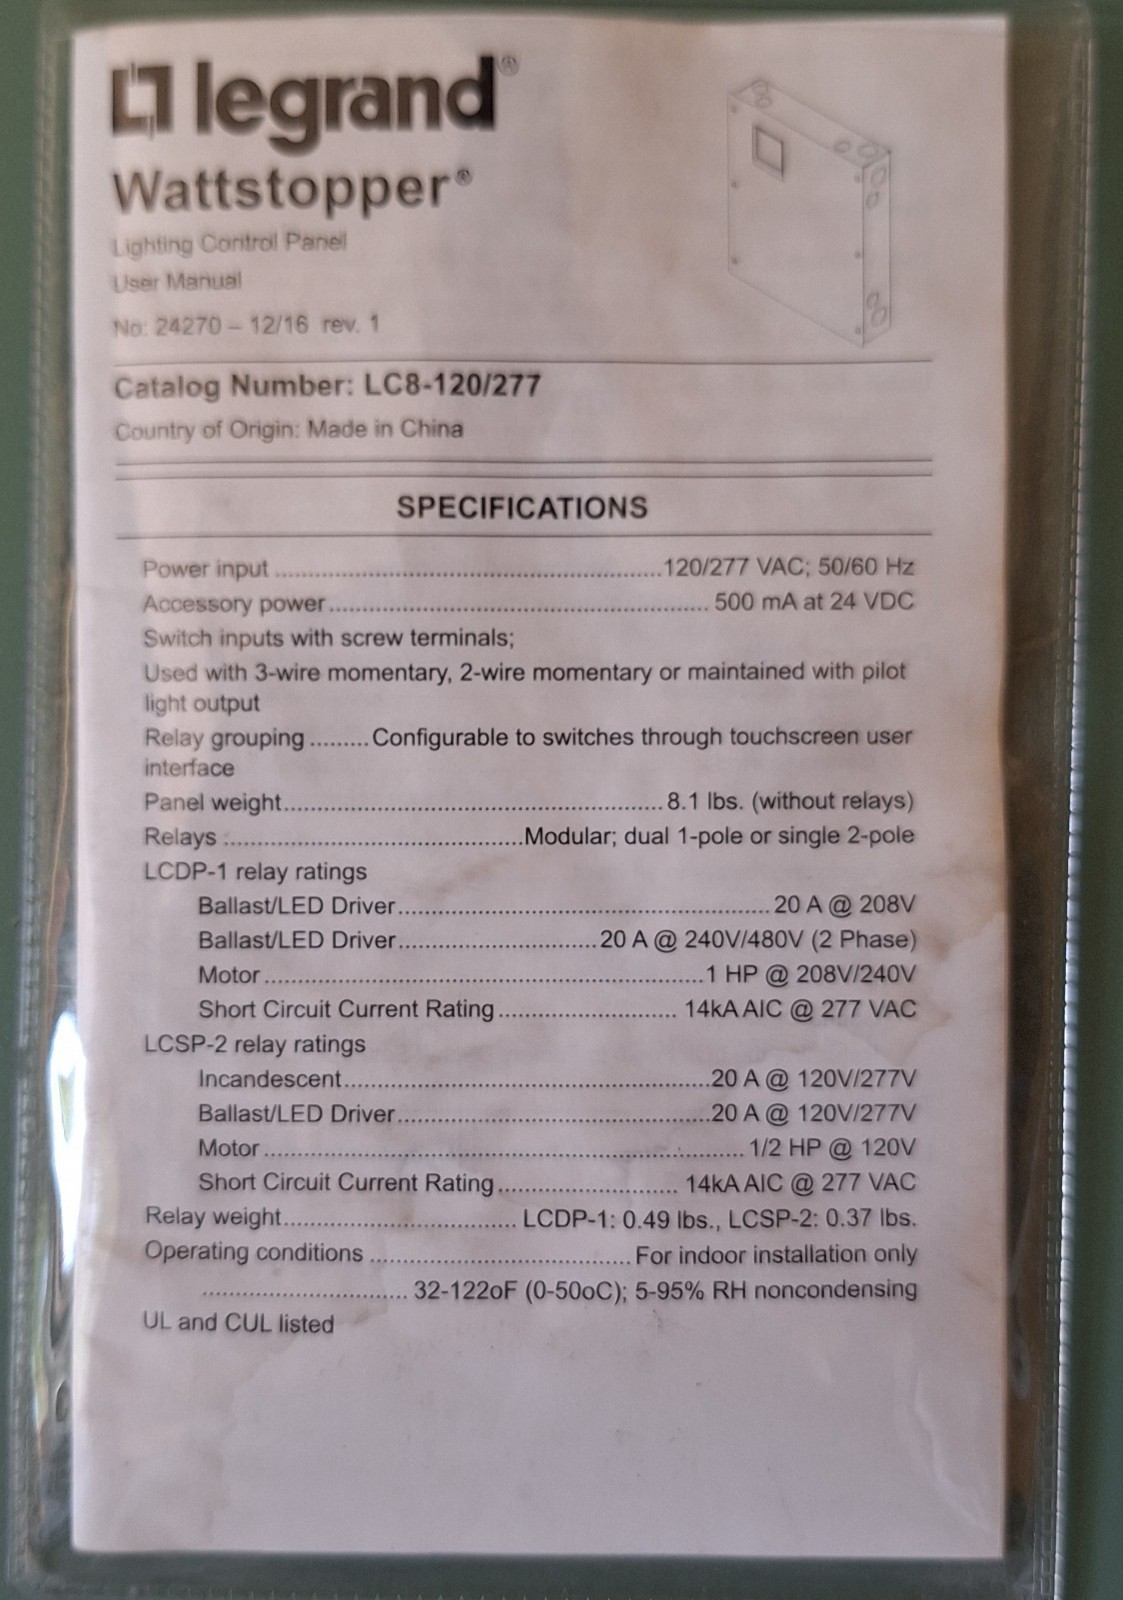 legrand®
Wattstopper®
Lighting Control Panel
User Manual
No: 24270 – 12/16 rev. 1
Catalog Number: LC8-120/277
Country of Origin: Made in China
SPECIFICATIONS
Power input ........................................................... 120/277 VAC; 50/60 Hz
Accessory power .......................................................... 500 mA at 24 VDC
Switch inputs with screw terminals;
Used with 3-wire momentary, 2-wire momentary or maintained with pilot
light output
Relay grouping ......... Configurable to switches through touchscreen user
interface
Panel weight .......................................................... 8.1 lbs. (without relays)
Relays .............................................. Modular; dual 1-pole or single 2-pole
LCDP-1 relay ratings
Ballast/LED Driver ......................................................... 20 A @ 208V
Ballast/LED Driver .............................. 20 A @ 240V/480V (2 Phase)
Motor ................................................................... 1 HP @ 208V/240V
Short Circuit Current Rating ........................... 14kA AIC @ 277 VAC
LCSP-2 relay ratings
Incandescent ........................................................ 20 A @ 120V/277V
Ballast/LED Driver ................................................ 20 A @ 120V/277V
Motor ......................................................................... 1/2 HP @ 120V
Short Circuit Current Rating ........................... 14kA AIC @ 277 VAC
Relay weight ................................... LCDP-1: 0.49 lbs., LCSP-2: 0.37 lbs.
Operating conditions ........................................ For indoor installation only
............................... 32-122oF (0-50oC); 5-95% RH noncondensing
UL and CUL listed